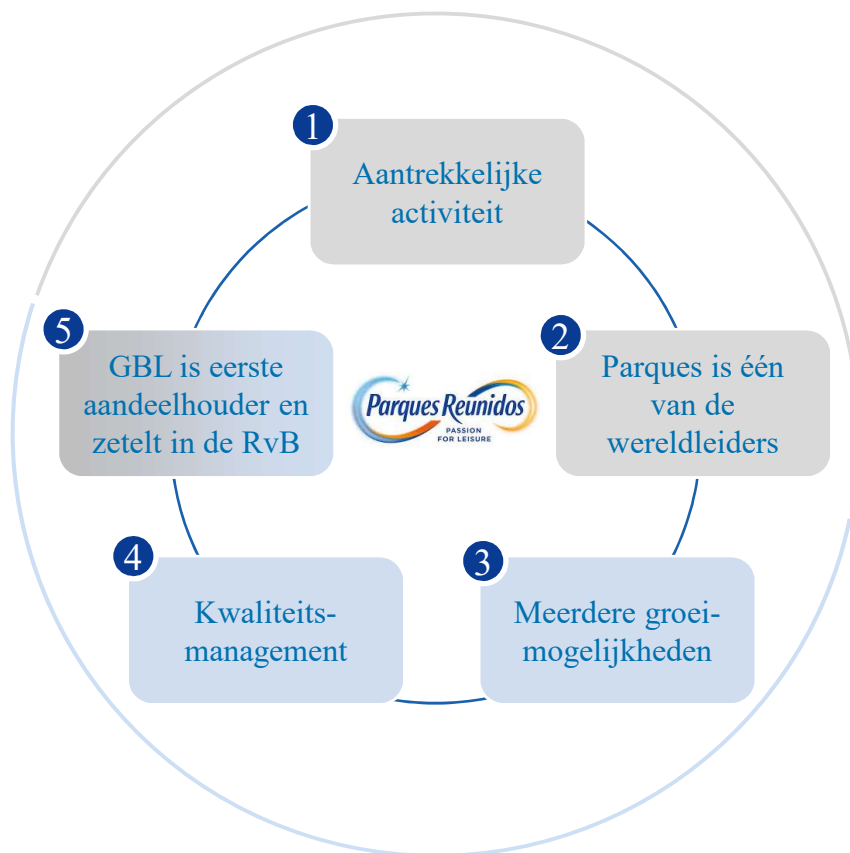 1
Aantrekkelijke
activiteit
2
Parques is één
van de
wereldleiders
3
Meerdere groei-
mogelijkheden
4
Kwaliteits-
management
5
GBL is eerste
aandeelhouder en
zetelt in de RvB
Parques Reunidos
PASSION
FOR LEISURE